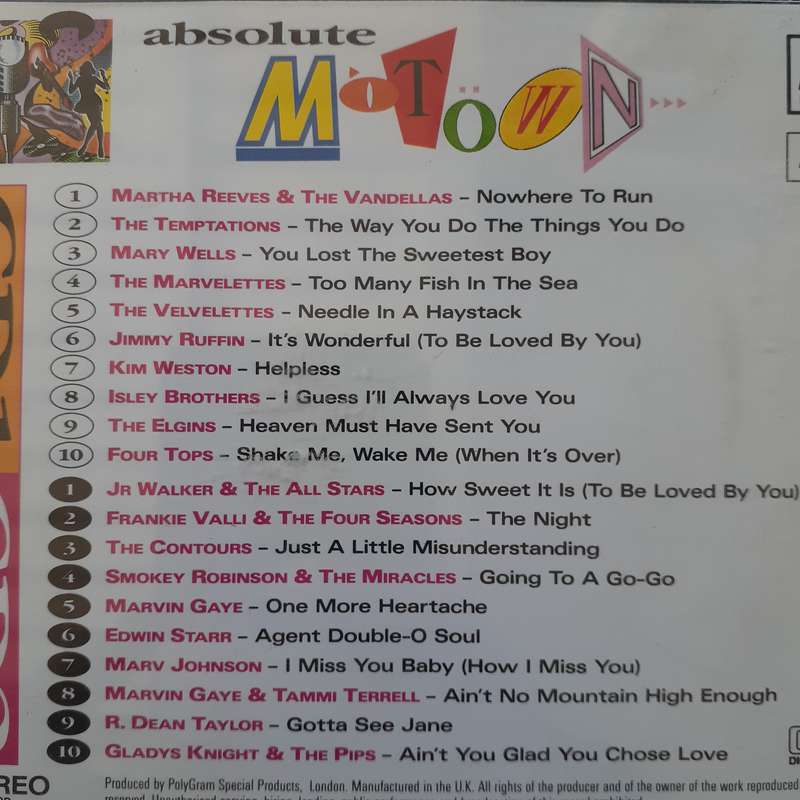 absolute
MOTÖWN
1 MARTHA REEVES & THE VANDELLAS – Nowhere To Run
2 THE TEMPTATIONS – The Way You Do The Things You Do
3 MARY WELLS – You Lost The Sweetest Boy
4 THE MARVELETTES – Too Many Fish In The Sea
5 THE VELVELETTES – Needle In A Haystack
6 JIMMY RUFFIN – It's Wonderful (To Be Loved By You)
7 KIM WESTON – Helpless
8 ISLEY BROTHERS – I Guess I'll Always Love You
9 THE ELGINS – Heaven Must Have Sent You
10 FOUR TOPS – Shake Me, Wake Me (When It's Over)
1 JR WALKER & THE ALL STARS – How Sweet It Is (To Be Loved By You)
2 FRANKIE VALLI & THE FOUR SEASONS – The Night
3 THE CONTOURS – Just A Little Misunderstanding
4 SMOKEY ROBINSON & THE MIRACLES – Going To A Go-Go
5 MARVIN GAYE – One More Heartache
6 EDWIN STARR – Agent Double-O Soul
7 MARV JOHNSON – I Miss You Baby (How I Miss You)
8 MARVIN GAYE & TAMMI TERRELL – Ain't No Mountain High Enough
9 R. DEAN TAYLOR – Gotta See Jane
10 GLADYS KNIGHT & THE PIPS – Ain't You Glad You Chose Love
Produced by PolyGram Special Products, London. Manufactured in the U.K. All rights of the producer and of the owner of the work reproduced